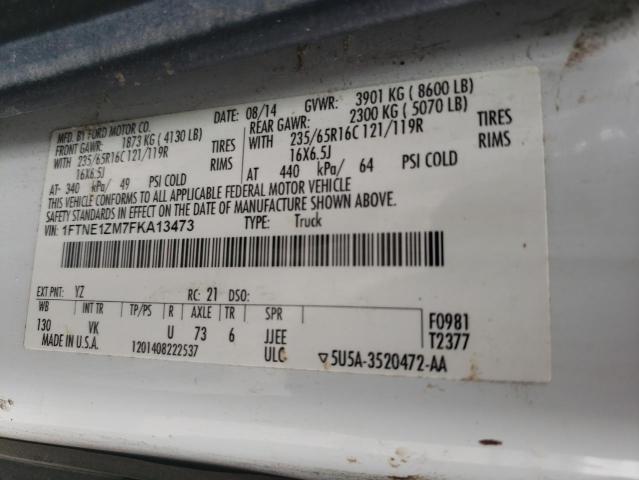 MFD. BY FORD MOTOR CO. DATE: 08/14 GVWR: 3901 KG ( 8600 LB)
FRONT GAWR: 1873 KG ( 4130 LB) REAR GAWR: 2300 KG ( 5070 LB)
WITH 235/65R16C 121/119R TIRES WITH 235/65R16C 121/119R TIRES
16X6.5J RIMS 16X6.5J RIMS
AT 340 kPa/ 49 PSI COLD AT 440 kPa/ 64 PSI COLD
THIS VEHICLE CONFORMS TO ALL APPLICABLE FEDERAL MOTOR VEHICLE
SAFETY STANDARDS IN EFFECT ON THE DATE OF MANUFACTURE SHOWN ABOVE.
VIN: 1FTNE1ZM7FKA13473 TYPE: Truck
EXT PNT: YZ RC: 21 DSO:
WB INT TR TP/PS R AXLE TR SPR
130 VK U 73 6 JJEE F0981
MADE IN U.S.A. 1201408222537 ULC T2377
5U5A-3520472-AA